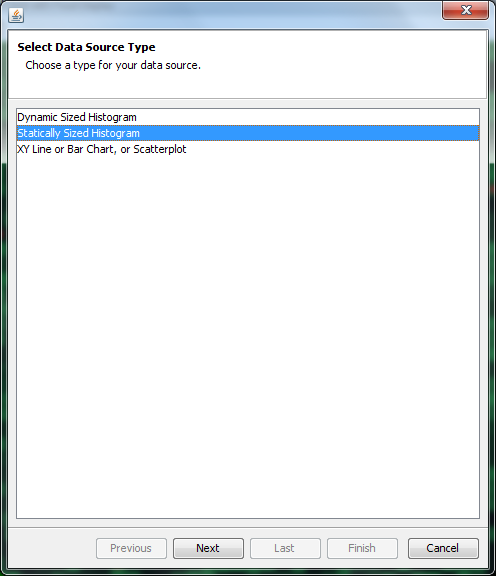 Select Data Source Type
Choose a type for your data source.
Dynamic Sized Histogram
Statically Sized Histogram
XY Line or Bar Chart, or Scatterplot
Previous
Next
Last
Finish
Cancel